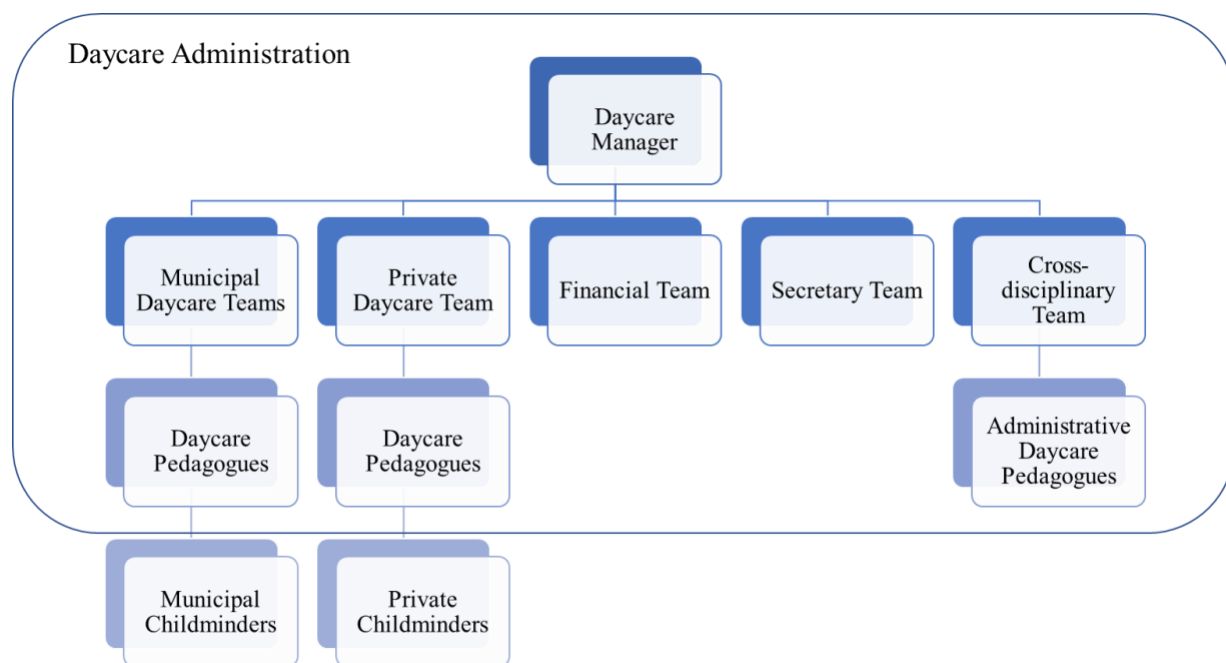 Daycare Administration
Daycare
Manager
Municipal
Daycare Teams
Private
Daycare Team
Financial Team
Secretary Team
Cross-
disciplinary
Team
Daycare
Pedagogues
Daycare
Pedagogues
Administrative
Daycare
Pedagogues
Municipal
Childminders
Private
Childminders